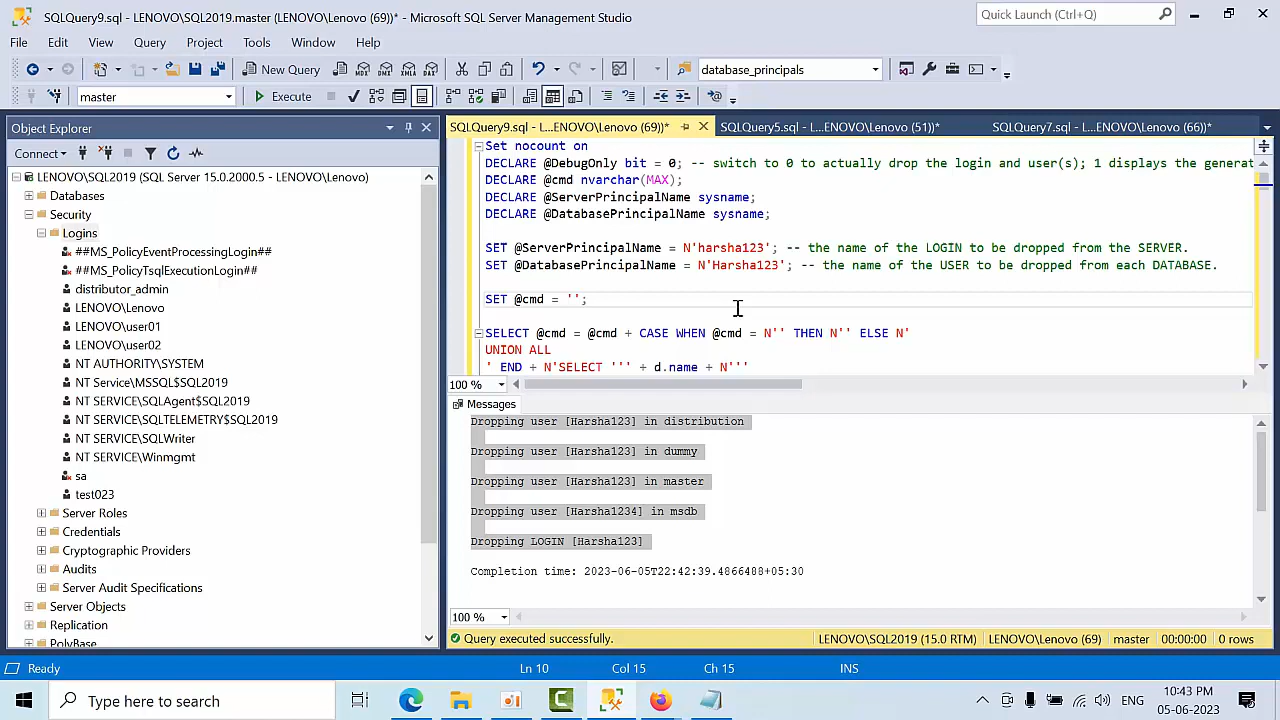 SQLQuery9.sql - LENOVO\SQL2019.master (LENOVO\Lenovo (69))* - Microsoft SQL Server Management Studio
Quick Launch (Ctrl+Q)
File Edit View Query Project Tools Window Help
New Query
MDX DMX XMLA DAX
database_principals
master
Execute
Object Explorer
SQLQuery9.sql - L...ENOVO\Lenovo (69))*
SQLQuery5.sql - L...ENOVO\Lenovo (51))*
SQLQuery7.sql - L...ENOVO\Lenovo (66))*
Connect
LENOVO\SQL2019 (SQL Server 15.0.2000.5 - LENOVO\Lenovo)
Databases
Security
Logins
##MS_PolicyEventProcessingLogin##
##MS_PolicyTsqlExecutionLogin##
distributor_admin
LENOVO\Lenovo
LENOVO\user01
LENOVO\user02
NT AUTHORITY\SYSTEM
NT Service\MSSQL$SQL2019
NT SERVICE\SQLAgent$SQL2019
NT SERVICE\SQLTELEMETRY$SQL2019
NT SERVICE\SQLWriter
NT SERVICE\Winmgmt
sa
test023
Server Roles
Credentials
Cryptographic Providers
Audits
Server Audit Specifications
Server Objects
Replication
PolyBase
Set nocount on
DECLARE @DebugOnly bit = 0; -- switch to 0 to actually drop the login and user(s); 1 displays the generat
DECLARE @cmd nvarchar(MAX);
DECLARE @ServerPrincipalName sysname;
DECLARE @DatabasePrincipalName sysname;
SET @ServerPrincipalName = N'harsha123'; -- the name of the LOGIN to be dropped from the SERVER.
SET @DatabasePrincipalName = N'Harsha123'; -- the name of the USER to be dropped from each DATABASE.
SET @cmd = '';
SELECT @cmd = @cmd + CASE WHEN @cmd = N'' THEN N'' ELSE N'
UNION ALL
' END + N'SELECT ''' + d.name + N'''
100 %
Messages
Dropping user [Harsha123] in distribution
Dropping user [Harsha123] in dummy
Dropping user [Harsha123] in master
Dropping user [Harsha1234] in msdb
Dropping LOGIN [Harsha123]
Completion time: 2023-06-05T22:42:39.4866488+05:30
100 %
Query executed successfully.
LENOVO\SQL2019 (15.0 RTM) LENOVO\Lenovo (69) master 00:00:00 0 rows
Ready Ln 10 Col 15 Ch 15 INS
Type here to search
ENG
10:43 PM
05-06-2023